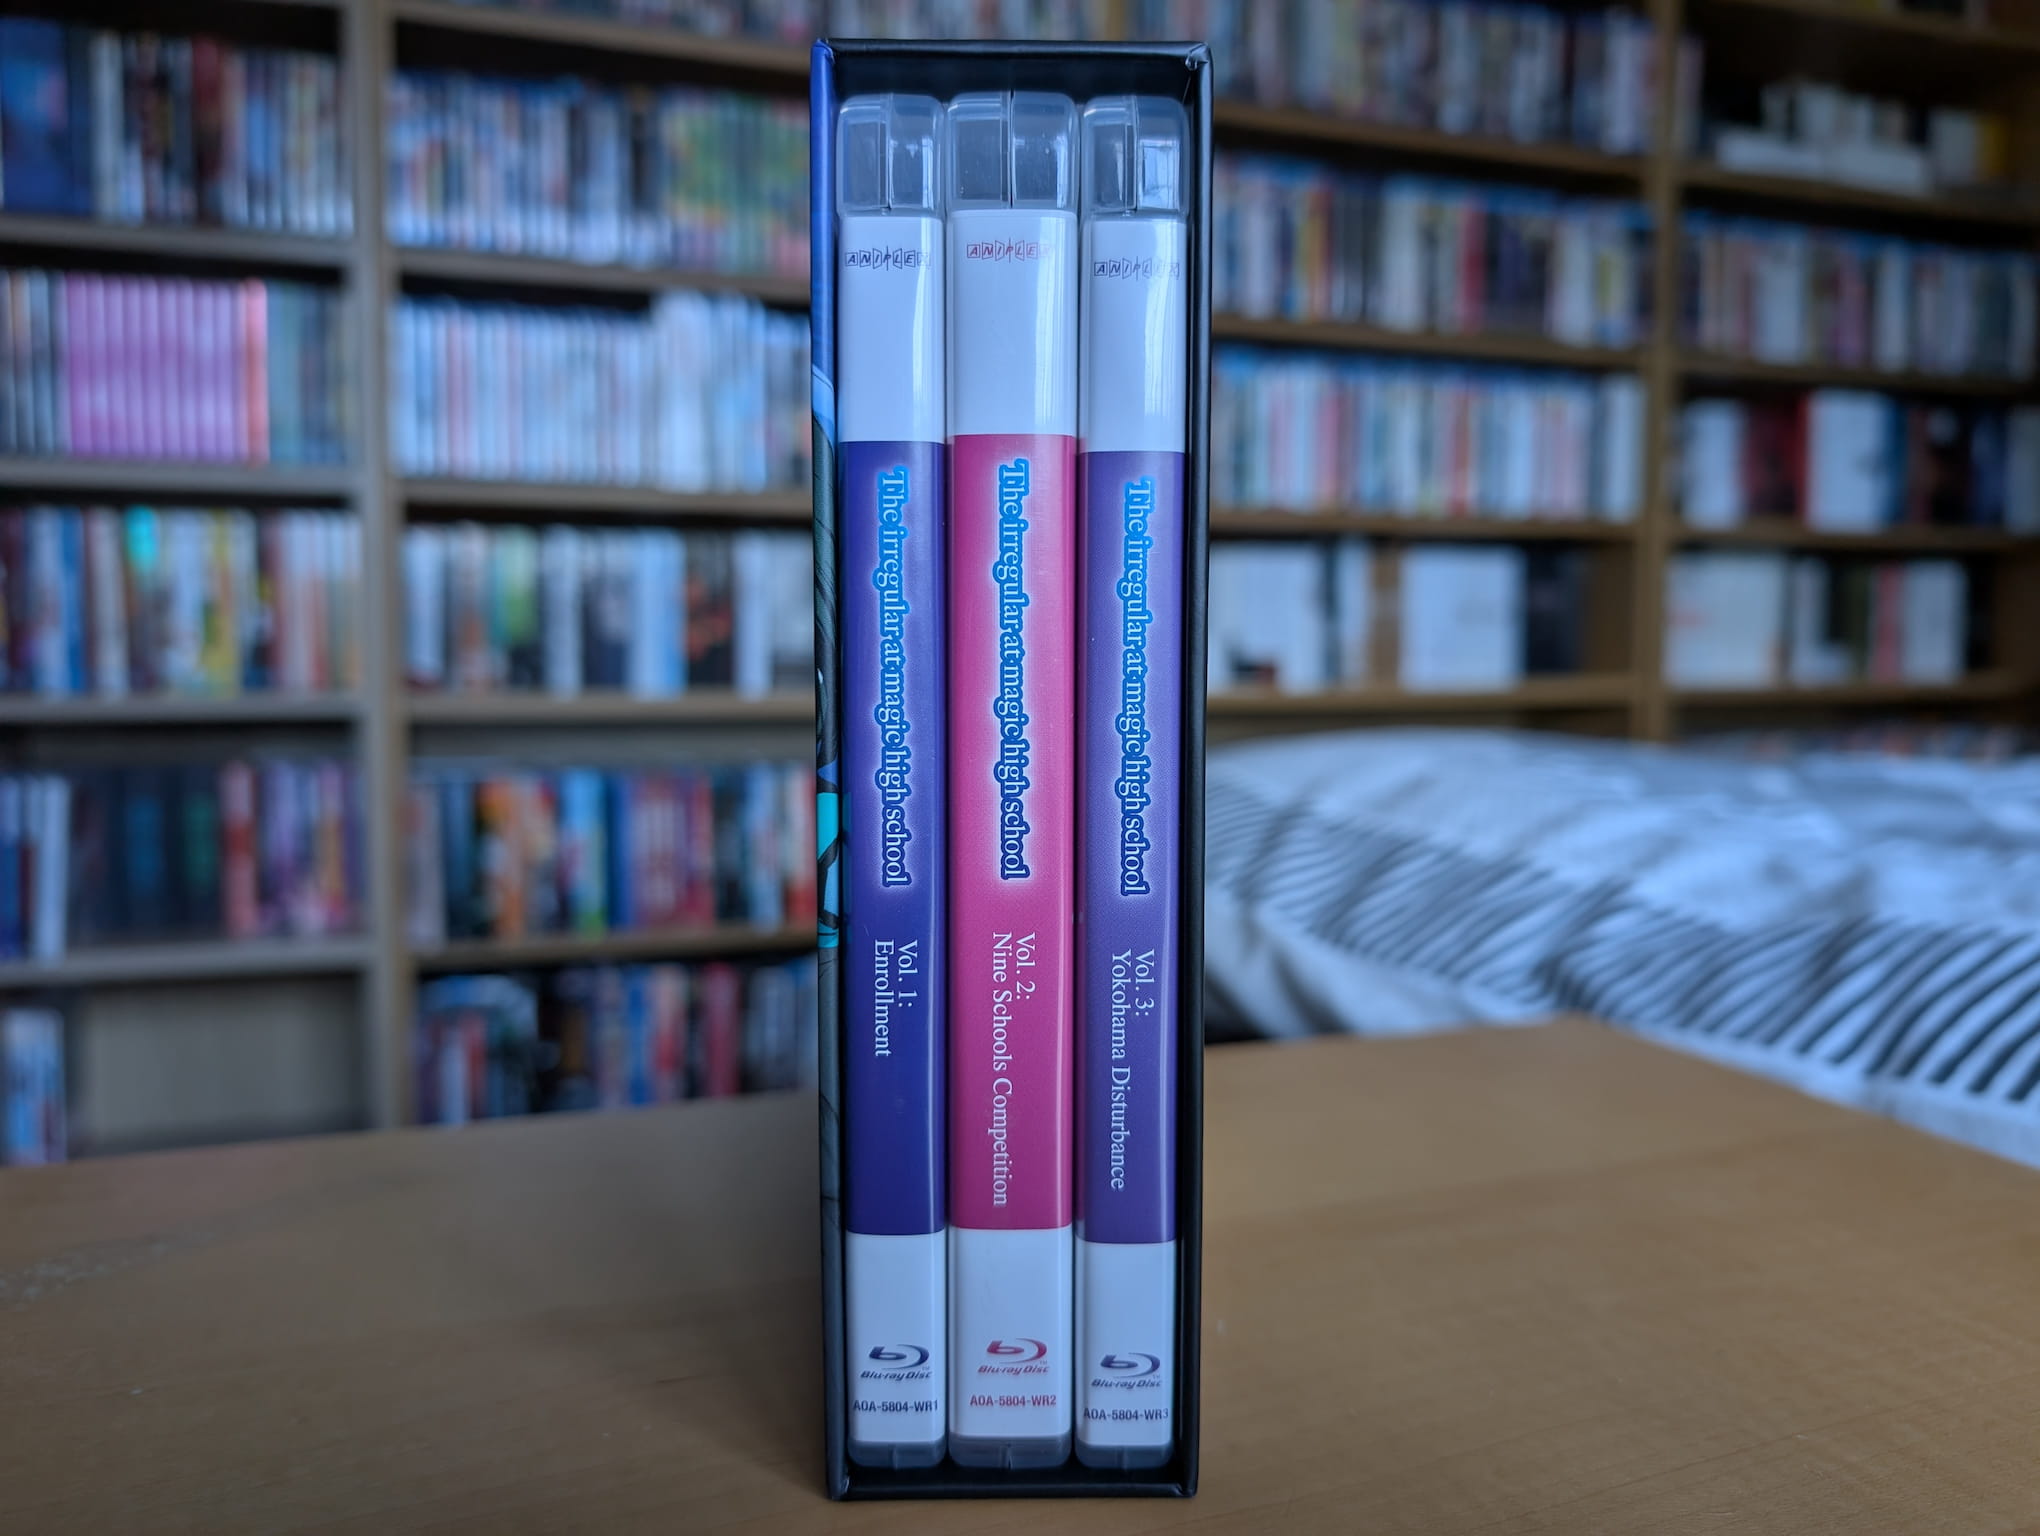 ANIPLEX
The irregular at magic high school
Vol. 1:
Enrollment
Blu-ray Disc
AOA-5804-WR1
ANIPLEX
The irregular at magic high school
Vol. 2:
Nine Schools Competition
Blu-ray Disc
AOA-5804-WR2
ANIPLEX
The irregular at magic high school
Vol. 3:
Yokohama Disturbance
Blu-ray Disc
AOA-5804-WR3